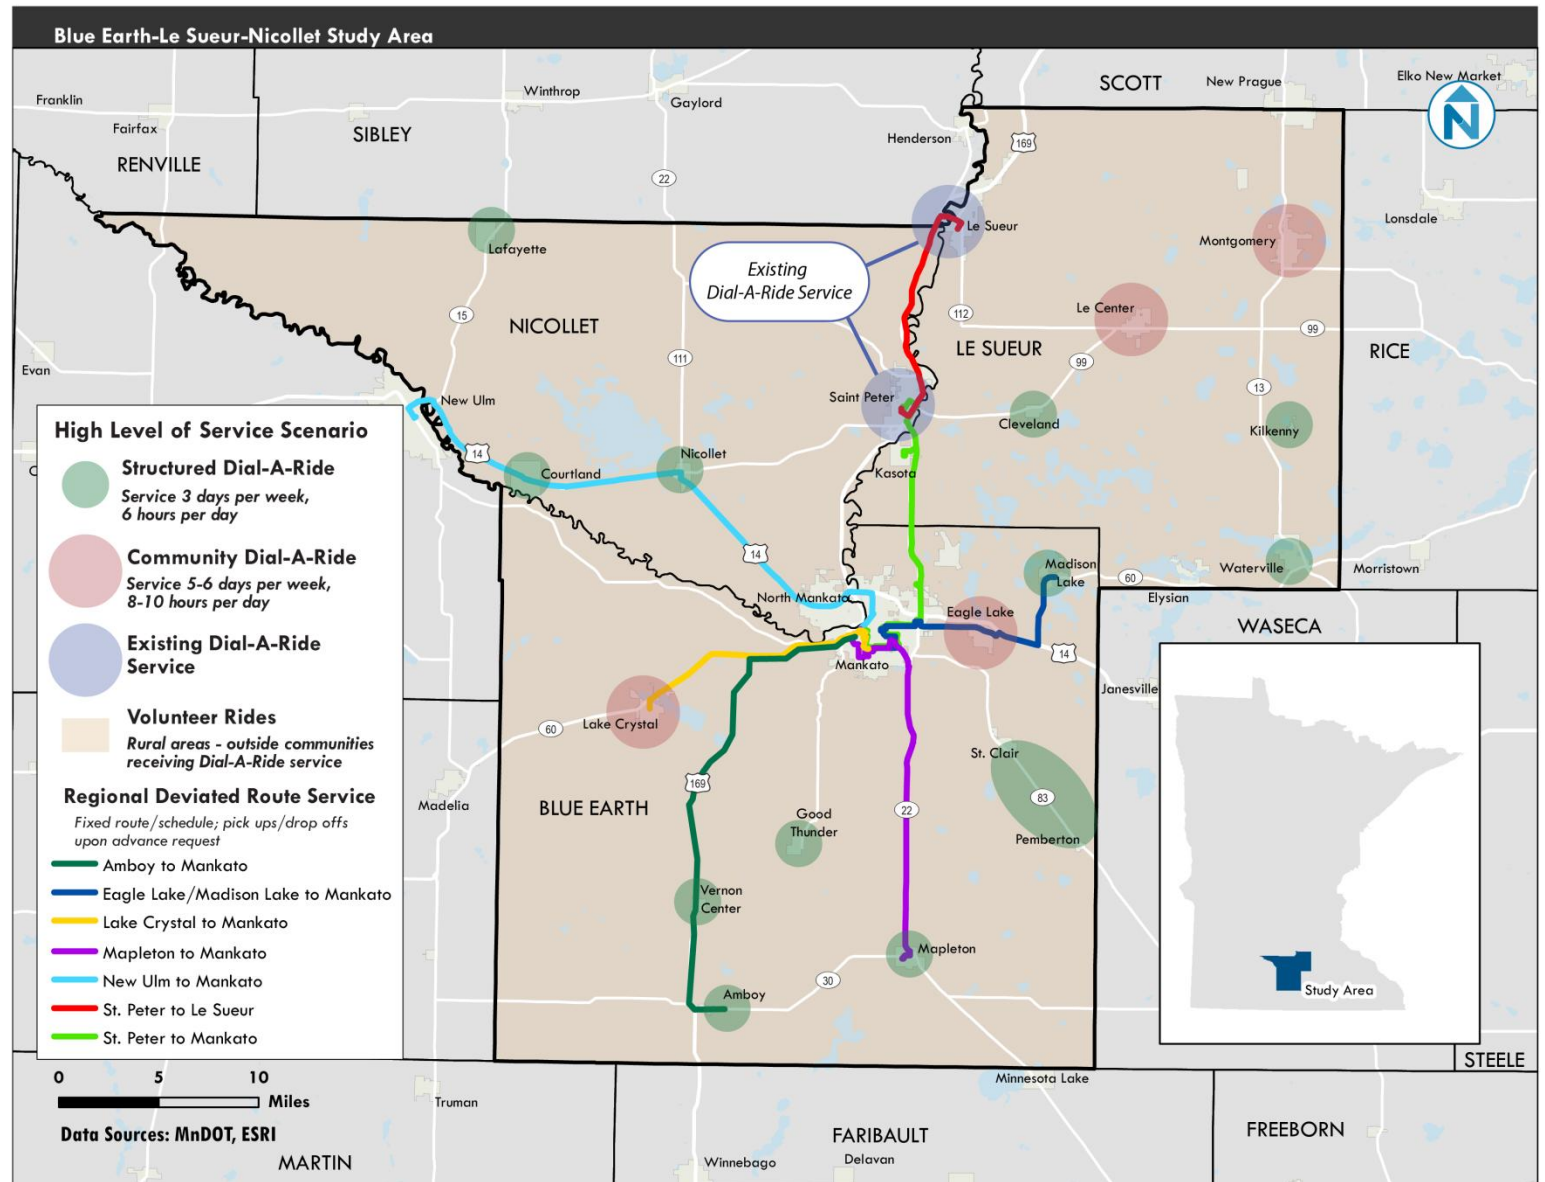 Blue Earth-Le Sueur-Nicollet Study Area
SCOTT
New Prague
Elko New Market
Franklin
Winthrop
Gaylord
Fairfax
SIBLEY
Henderson
169
RENVILLE
22
N
Lonsdale
Lafayette
Le Sueur
Montgomery
Existing
Dial-A-Ride Service
15
NICOLLET
112
Le Center
99
111
LE SUEUR
99
RICE
Evan
13
New Ulm
Saint Peter
Cleveland
Kilkenny
14
Courtland
Nicollet
Kasota
14
Madison
Lake
60
Waterville
Morristown
Elysian
North Mankato
Eagle Lake
WASECA
Mankato
14
Janesville
Lake Crystal
60
St. Clair
169
Madelia
BLUE EARTH
Good
Thunder
22
83
Pemberton
Vernon
Center
Mapleton
30
Amboy
Study Area
STEELE
Minnesota Lake
Truman
FARIBAULT
FREEBORN
MARTIN
Winnebago
Delavan
C
High Level of Service Scenario
Structured Dial-A-Ride
Service 3 days per week,
6 hours per day
Community Dial-A-Ride
Service 5-6 days per week,
8-10 hours per day
Existing Dial-A-Ride
Service
Volunteer Rides
Rural areas - outside communities
receiving Dial-A-Ride service
Regional Deviated Route Service
Fixed route/schedule; pick ups/drop offs
upon advance request
Amboy to Mankato
Eagle Lake/Madison Lake to Mankato
Lake Crystal to Mankato
Mapleton to Mankato
New Ulm to Mankato
St. Peter to Le Sueur
St. Peter to Mankato
0 5 10
Miles
Data Sources: MnDOT, ESRI